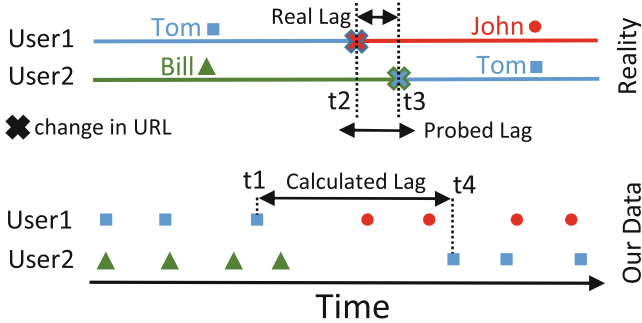 Real Lag
User1 Tom John
User2 Bill Tom
t2 t3
change in URL
Probed Lag
Reality
t1 Calculated Lag t4
User1
User2
Our Data
Time